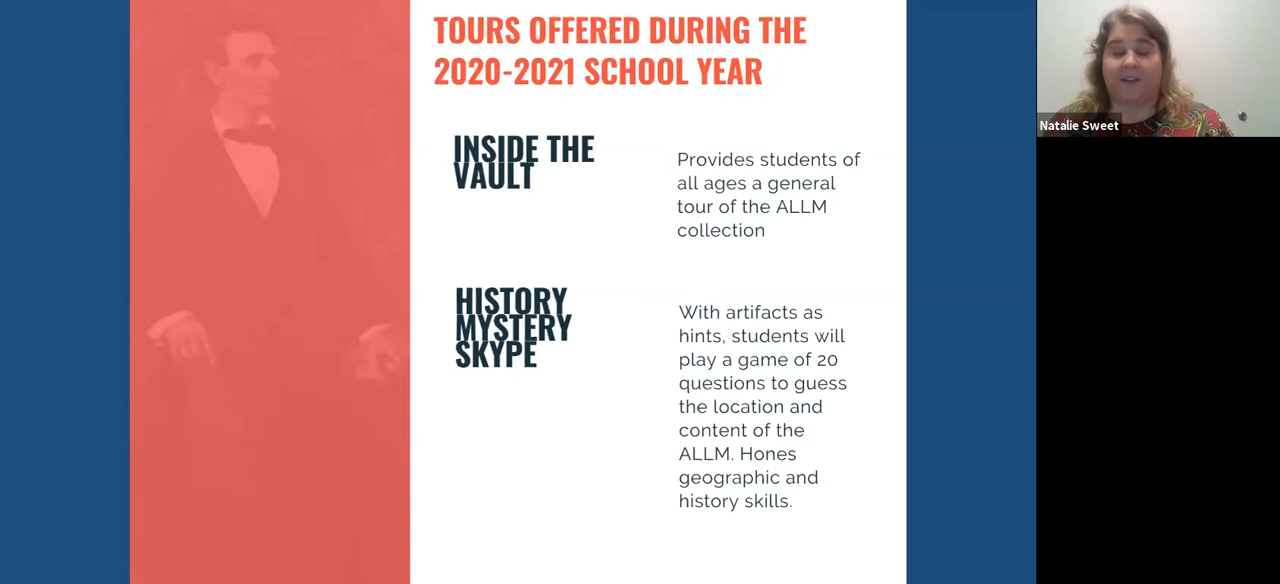 TOURS OFFERED DURING THE
2020-2021 SCHOOL YEAR
INSIDE THE
VAULT
Provides students of
all ages a general
tour of the ALLM
collection
HISTORY
MYSTERY
SKYPE
With artifacts as
hints, students will
play a game of 20
questions to guess
the location and
content of the
ALLM. Hones
geographic and
history skills.
Natalie Sweet